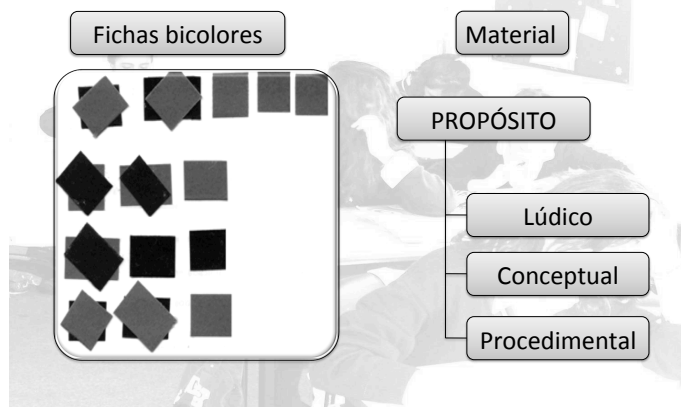 Fichas bicolores
Material
PROPÓSITO
Lúdico
Conceptual
Procedimental